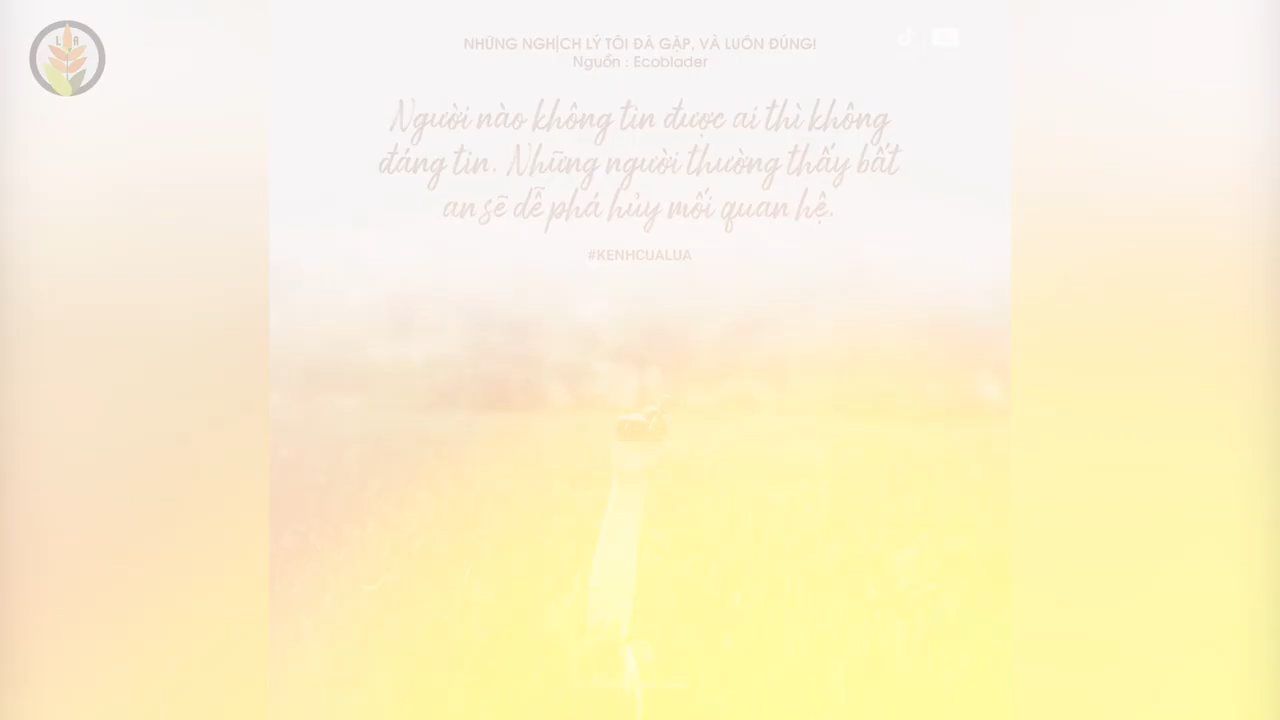 L A
NHỮNG NGHỊCH LÝ TÔI ĐÃ GẶP, VÀ LUÔN ĐÚNG!
Nguồn : Ecoblader
Người nào không tin được ai thì không
đáng tin. Những người thường thấy bất
an sẽ dễ phá hủy mối quan hệ.
#KENHCUALUA